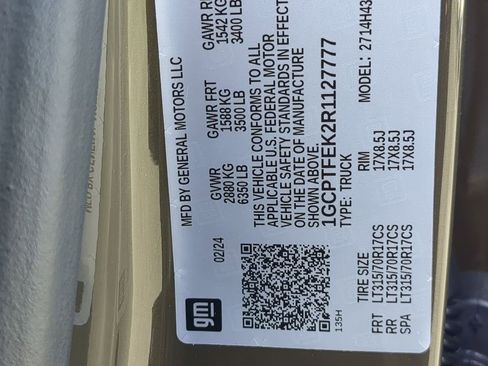 MFD BY GENERAL MOTORS LLC
02/24
GVWR
2880 KG
6350 LB
GAWR FRT
1588 KG
3500 LB
GAWR RR
1542 KG
3400 LB
THIS VEHICLE CONFORMS TO ALL
APPLICABLE U.S. FEDERAL MOTOR
VEHICLE SAFETY STANDARDS IN EFFECT
ON THE DATE OF MANUFACTURE
SHOWN ABOVE.
1GCPTFEK2R1127777
TYPE: TRUCK
MODEL: 2714H43
gm
135H
TIRE SIZE
RIM
FRT LT315/70R17CS 17X8.5J
RR LT315/70R17CS 17X8.5J
SPA LT315/70R17CS 17X8.5J